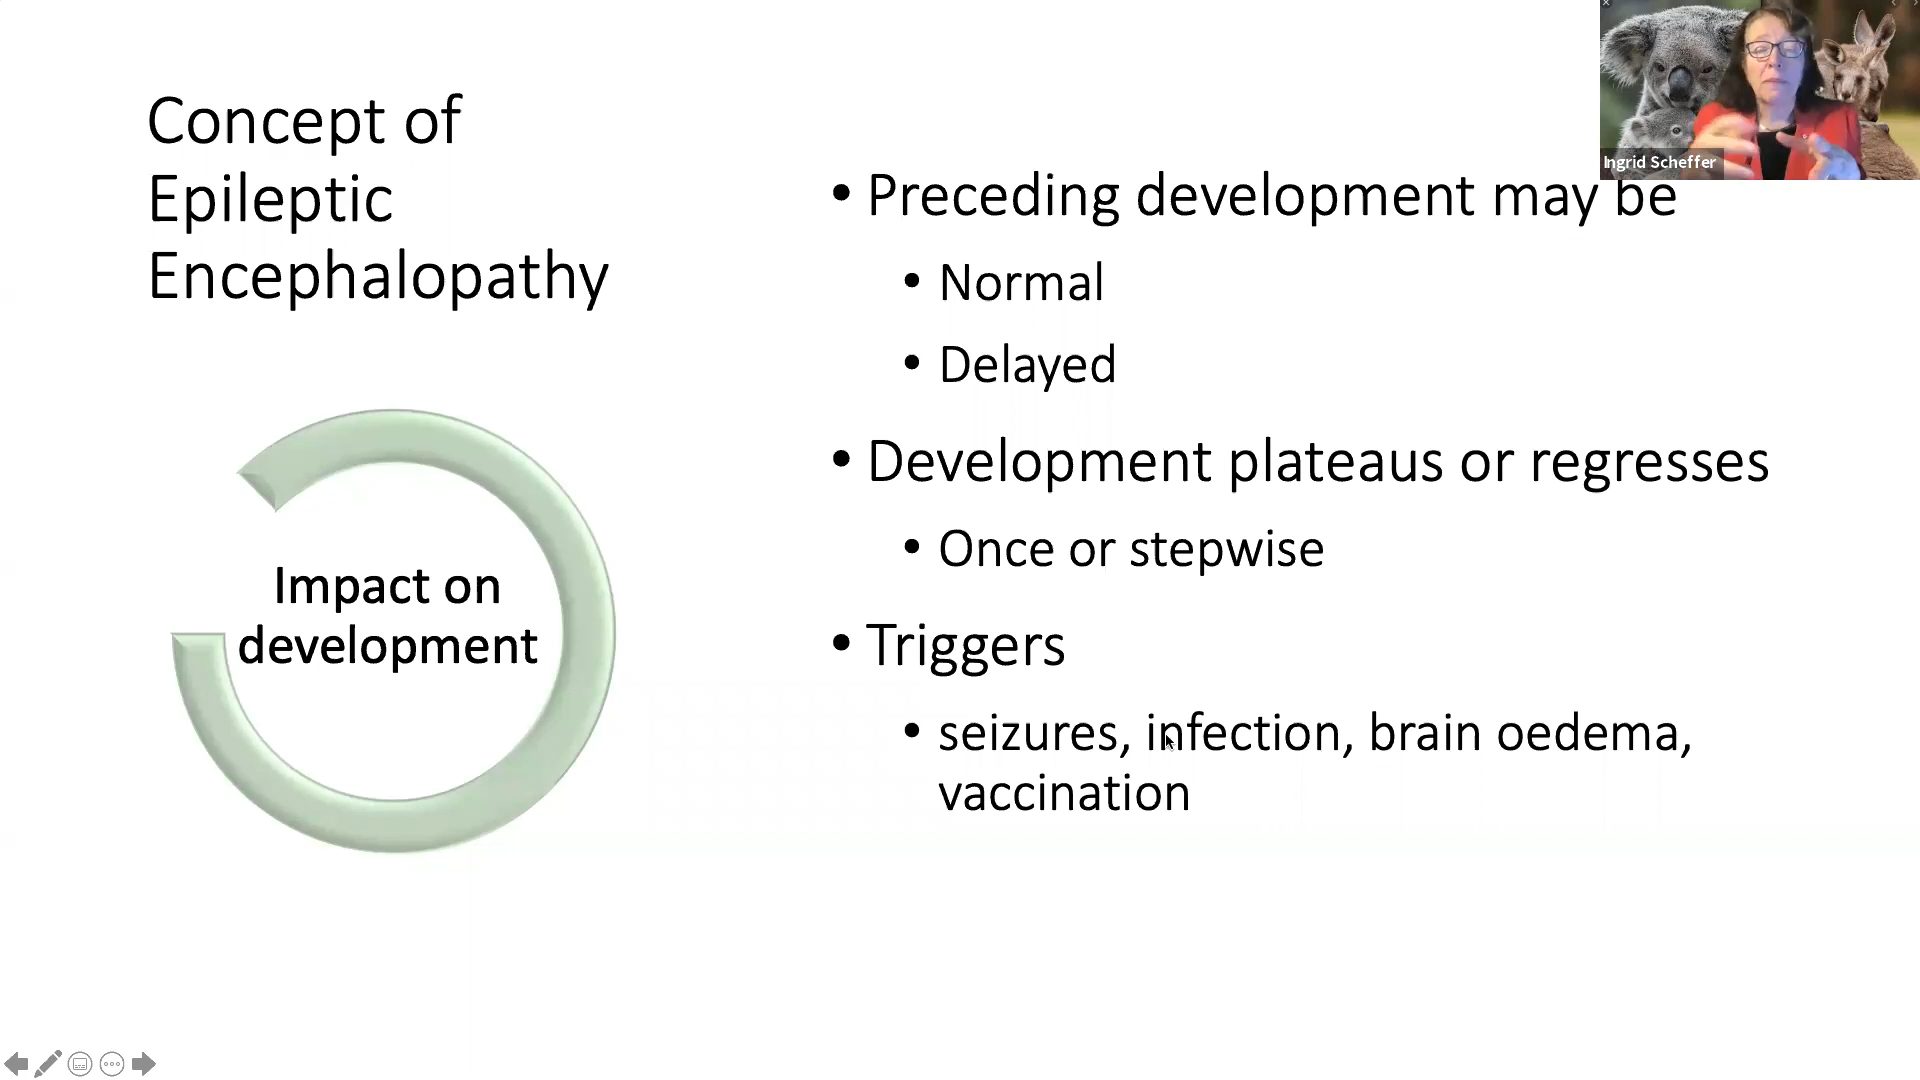 Concept of
Epileptic
Encephalopathy
Impact on
development
• Preceding development may be
• Normal
• Delayed
• Development plateaus or regresses
• Once or stepwise
• Triggers
• seizures, infection, brain oedema,
vaccination
Ingrid Scheffer